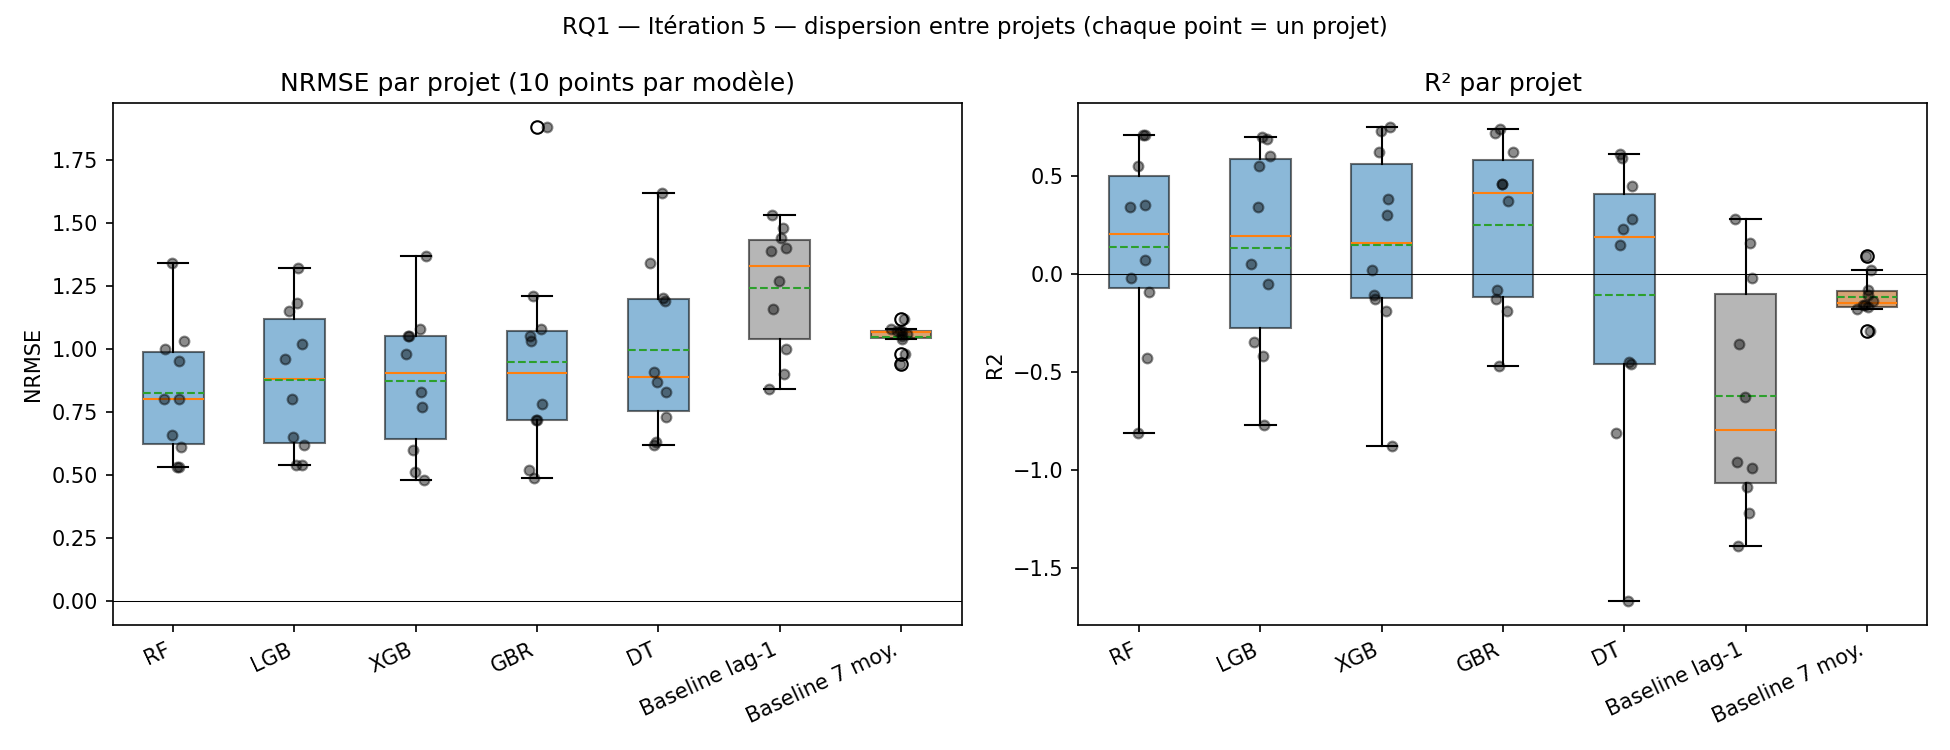 RQ1 — Itération 5 — dispersion entre projets (chaque point = un projet)
NRMSE par projet (10 points par modèle)
NRMSE
1.75
1.50
1.25
1.00
0.75
0.50
0.25
0.00
RF
LGB
XGB
GBR
DT
Baseline lag-1
Baseline 7 moy.
R² par projet
R2
0.5
0.0
−0.5
−1.0
−1.5
RF
LGB
XGB
GBR
DT
Baseline lag-1
Baseline 7 moy.